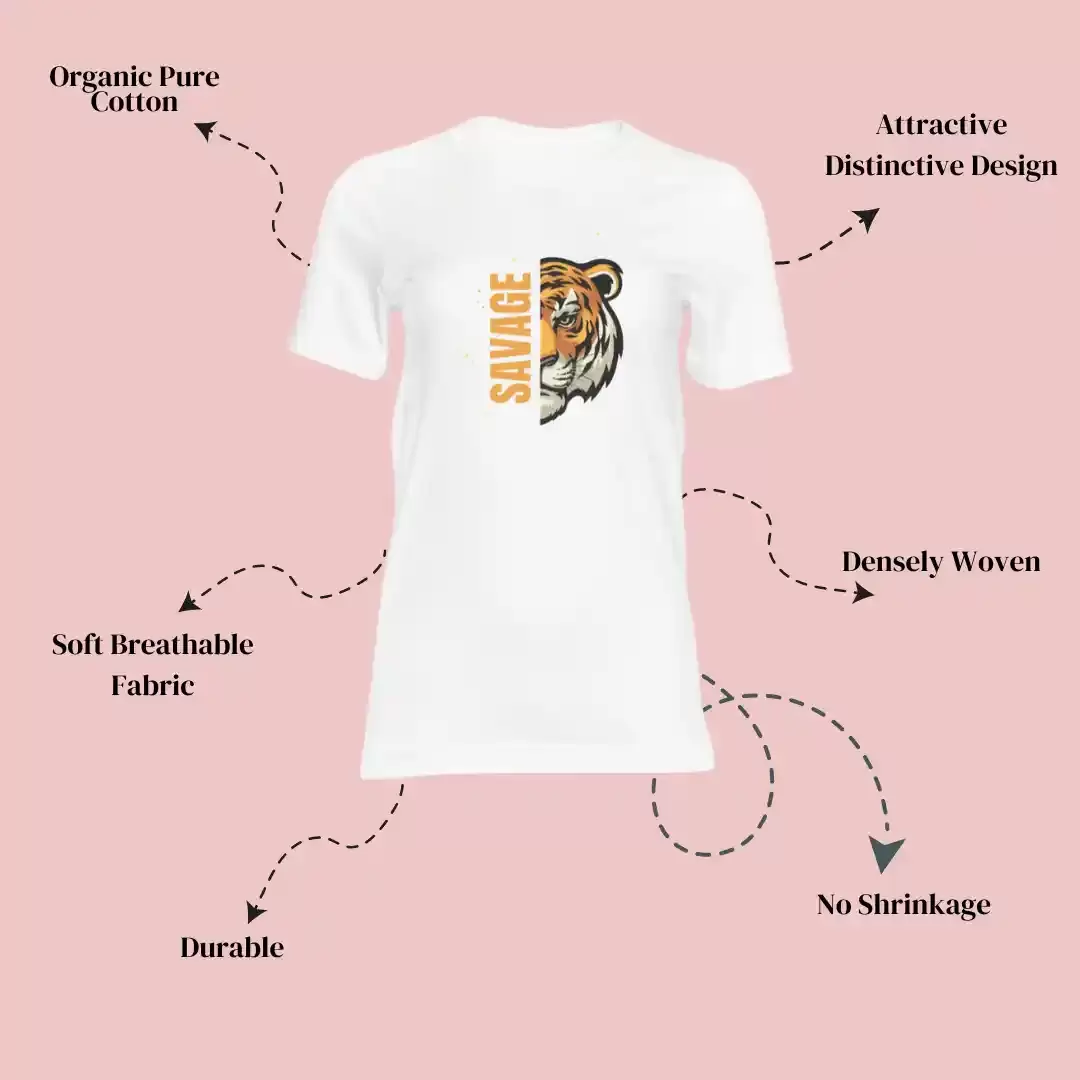 Organic Pure
Cotton
Attractive
Distinctive Design
SAVAGE
Densely Woven
Soft Breathable
Fabric
No Shrinkage
Durable